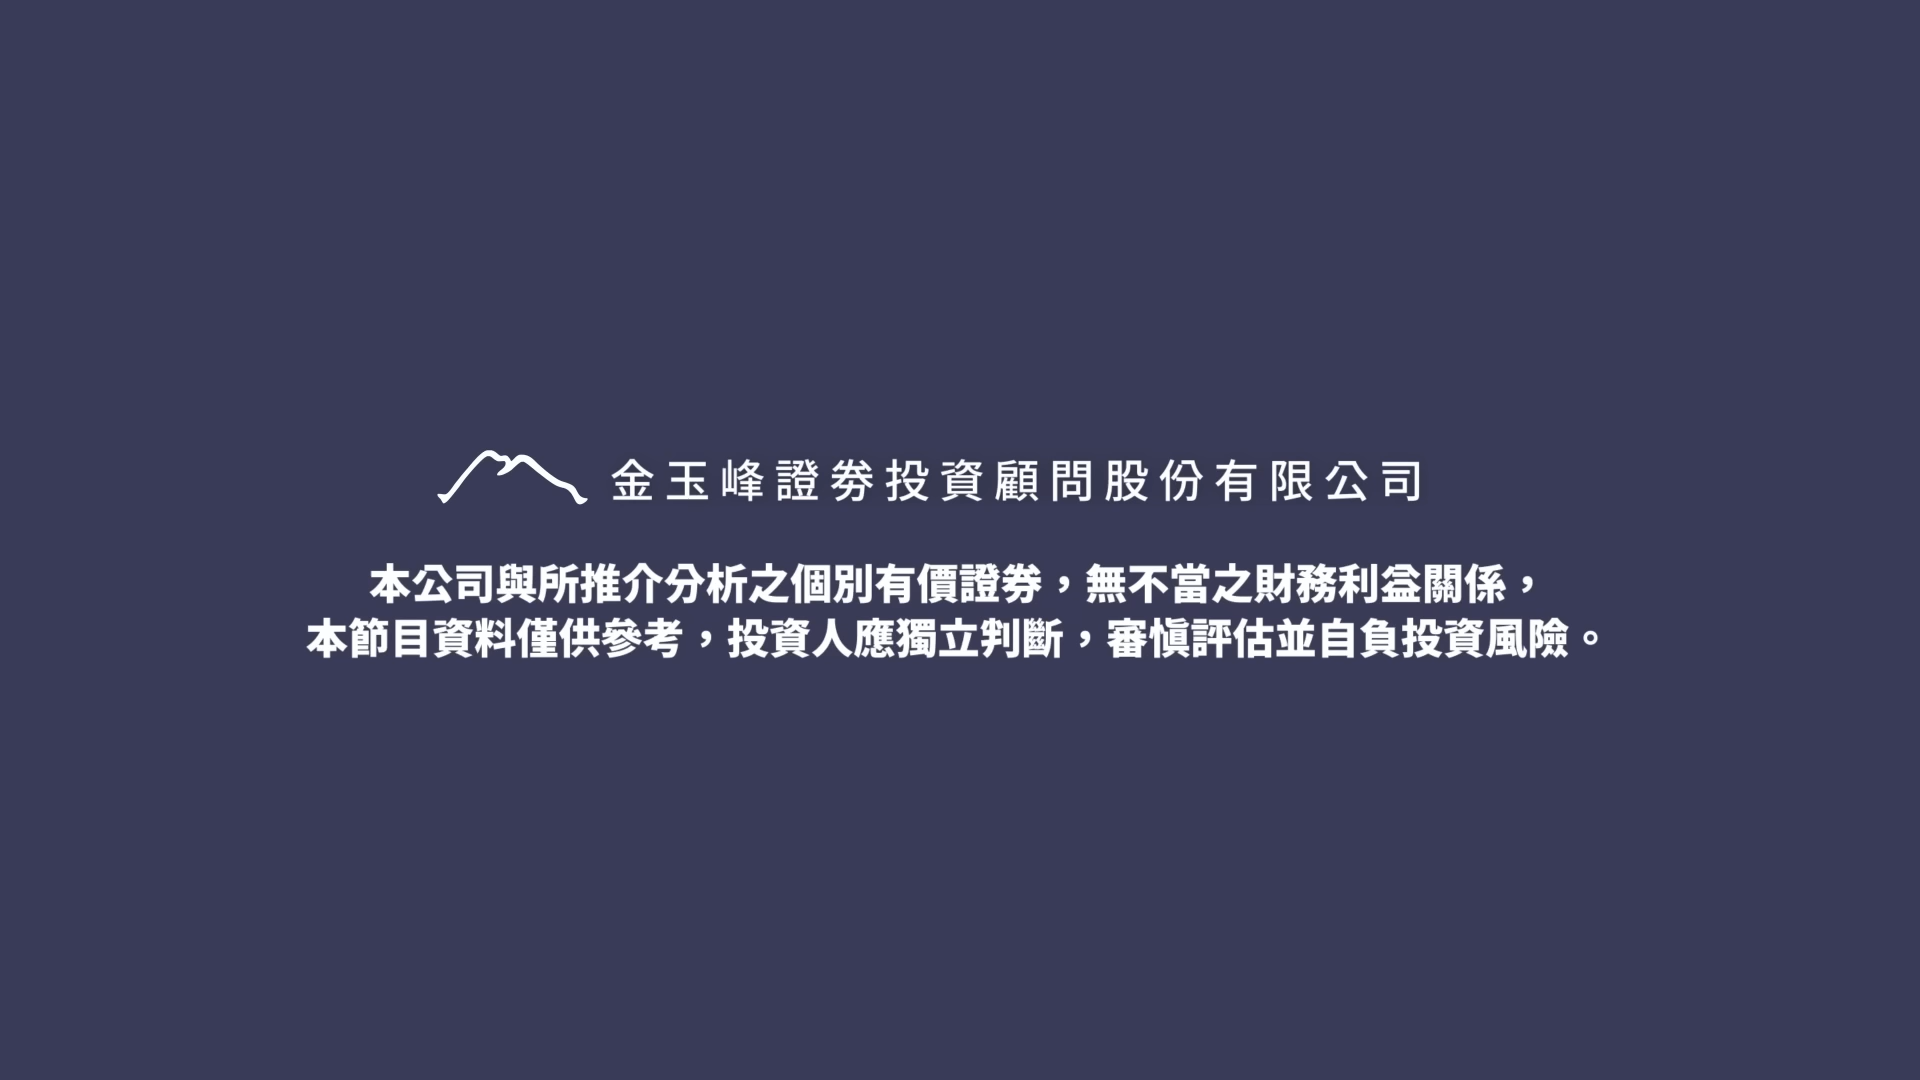 金玉峰證劵投資顧問股份有限公司
本公司與所推介分析之個別有價證券，無不當之財務利益關係，
本節目資料僅供參考，投資人應獨立判斷，審慎評估並自負投資風險。